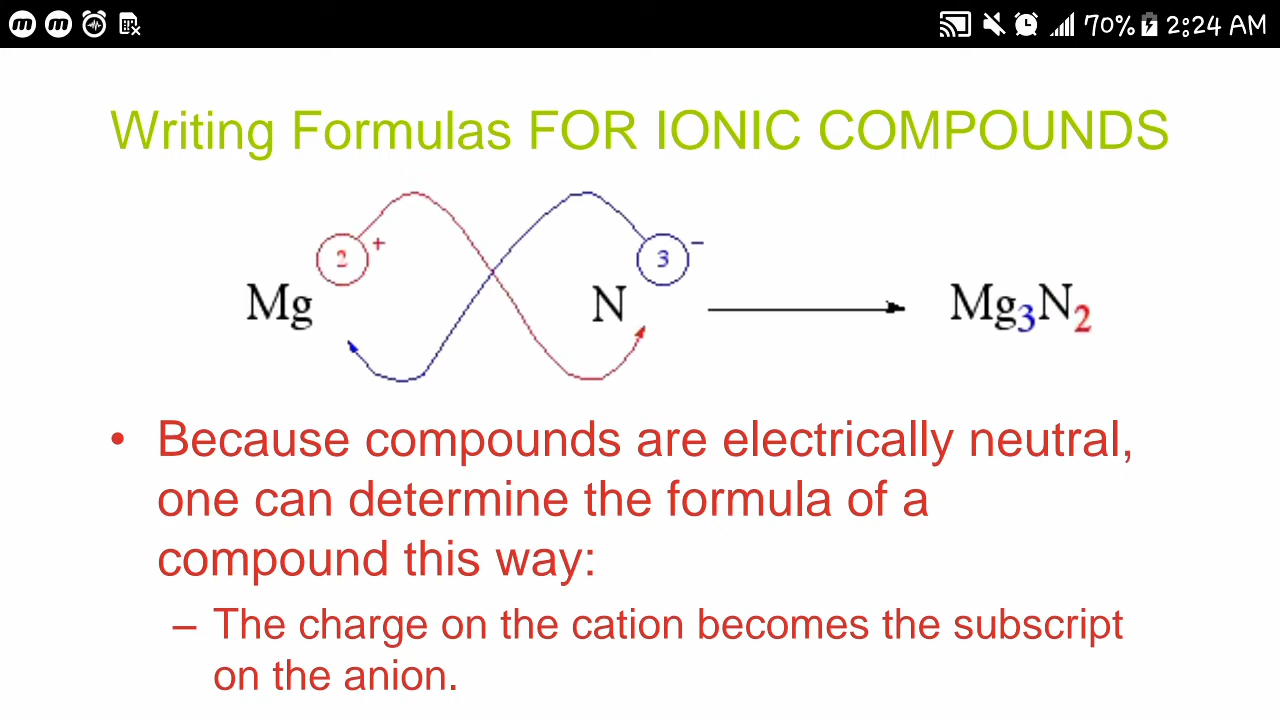 70% 2:24 AM
Writing Formulas FOR IONIC COMPOUNDS
Mg 2+ N 3− Mg3N2
• Because compounds are electrically neutral,
one can determine the formula of a
compound this way:
– The charge on the cation becomes the subscript
on the anion.